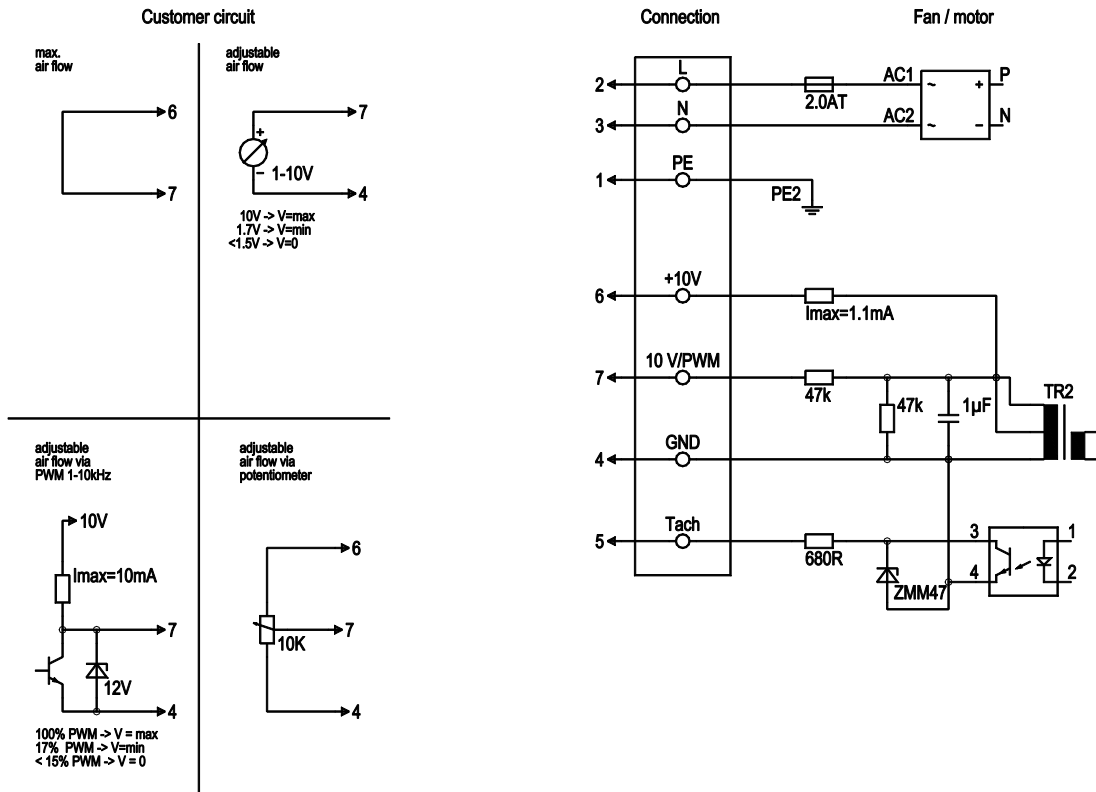 Customer circuit
Connection
Fan / motor
max.
air flow
6
7
adjustable
air flow
7
+
1-10V
−
4
10V -> V=max
1.7V -> V=min
<1.5V -> V=0
adjustable
air flow via
PWM 1-10kHz
10V
Imax=10mA
7
12V
4
100% PWM -> V = max
17% PWM -> V=min
< 15% PWM -> V = 0
adjustable
air flow via
potentiometer
6
7
10K
4
L
2
2.0AT
AC1
~
+
P
N
3
AC2
~
−
N
PE
1
PE2
+10V
6
Imax=1.1mA
10 V/PWM
7
47k
47k
1µF
TR2
GND
4
Tach
5
680R
3
1
4
2
ZMM47